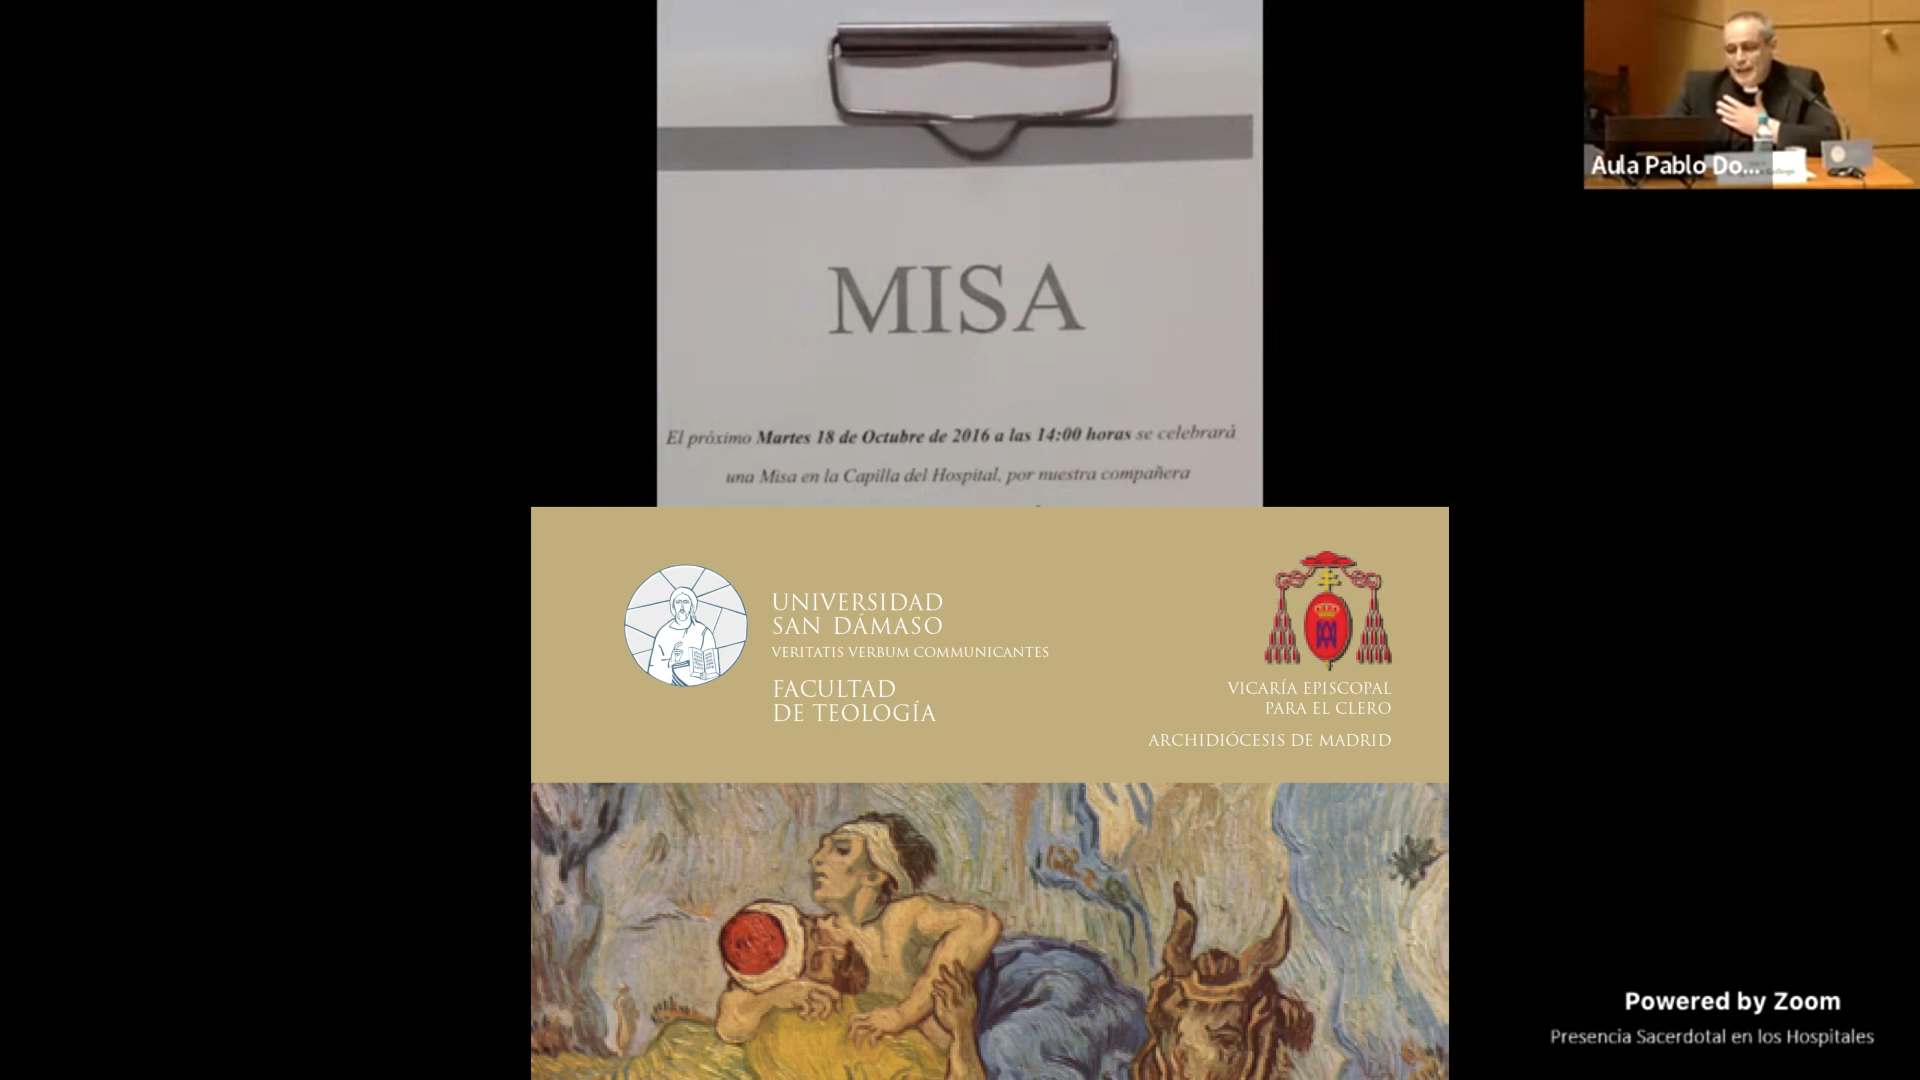 MISA
El próximo Martes 18 de Octubre de 2016 a las 14:00 horas se celebrará
una Misa en la Capilla del Hospital, por nuestra compañera
Aula Pablo Do...
UNIVERSIDAD
SAN DÁMASO
VERITATIS VERBUM COMMUNICANTES
FACULTAD
DE TEOLOGÍA
VICARÍA EPISCOPAL
PARA EL CLERO
ARCHIDIÓCESIS DE MADRID
Powered by Zoom
Presencia Sacerdotal en los Hospitales